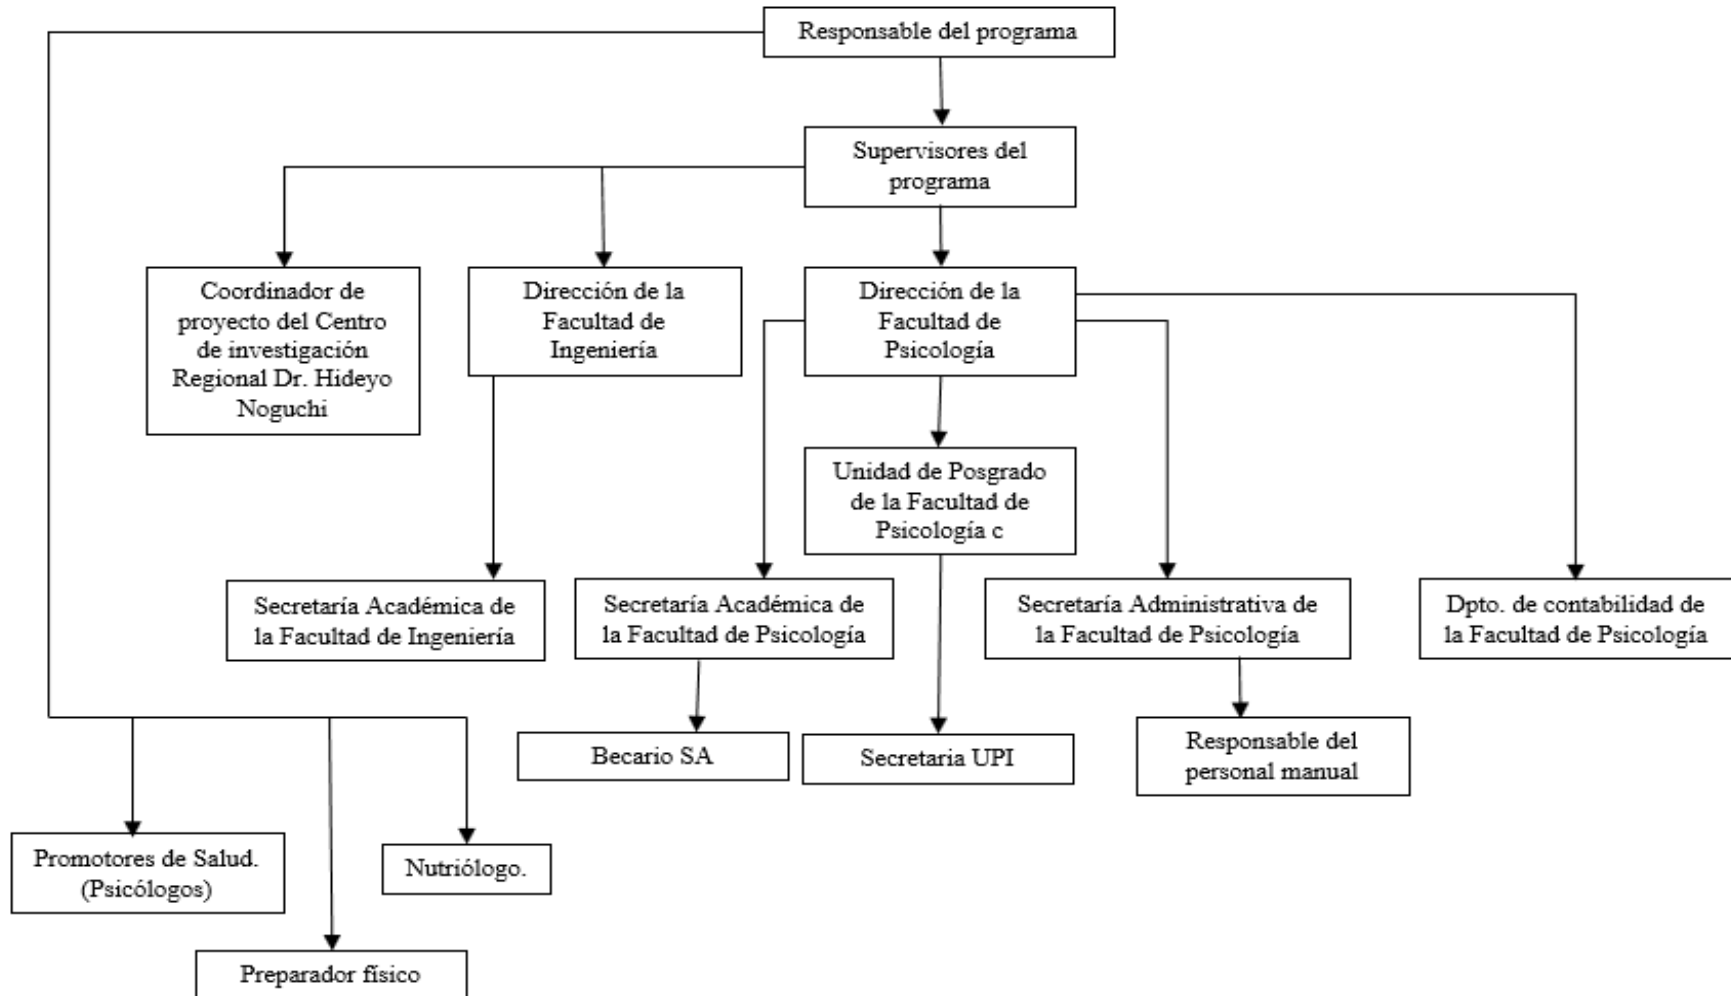 Responsable del programa
Supervisores del
programa
Coordinador de
proyecto del Centro
de investigación
Regional Dr. Hideyo
Noguchi
Dirección de la
Facultad de
Ingeniería
Dirección de la
Facultad de
Psicología
Unidad de Posgrado
de la Facultad de
Psicología c
Secretaría Académica de
la Facultad de Ingeniería
Secretaría Académica de
la Facultad de Psicología
Secretaría Administrativa de
la Facultad de Psicología
Dpto. de contabilidad de
la Facultad de Psicología
Becario SA
Secretaria UPI
Responsable del
personal manual
Promotores de Salud.
(Psicólogos)
Nutriólogo.
Preparador físico